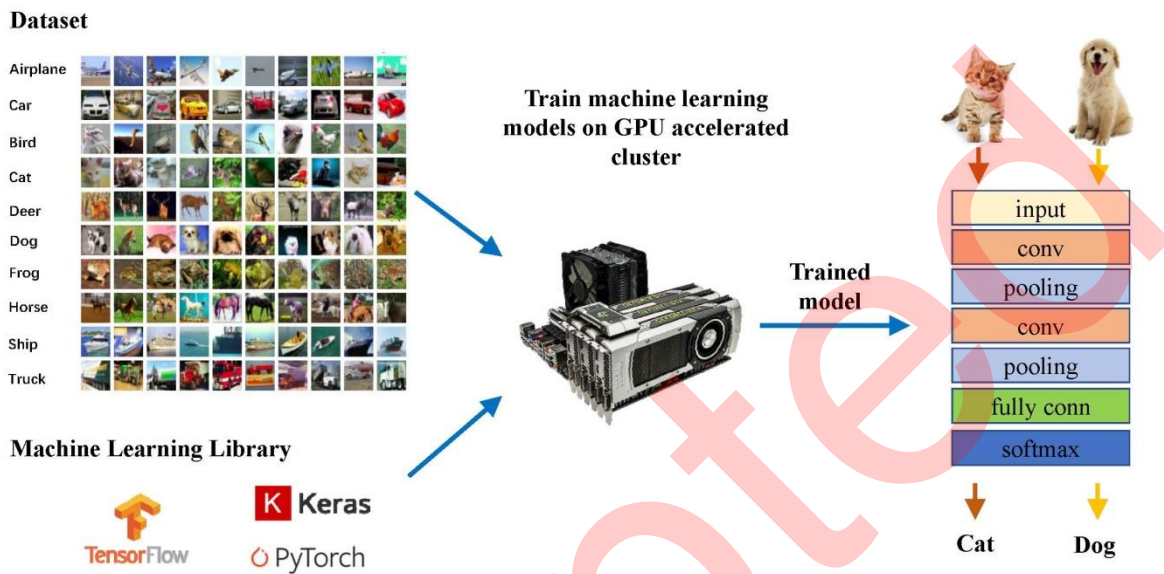 Dataset
Airplane
Car
Bird
Cat
Deer
Dog
Frog
Horse
Ship
Truck
Machine Learning Library
TensorFlow
K Keras
PyTorch
Train machine learning
models on GPU accelerated
cluster
Trained
model
input
conv
pooling
conv
pooling
fully conn
softmax
Cat
Dog